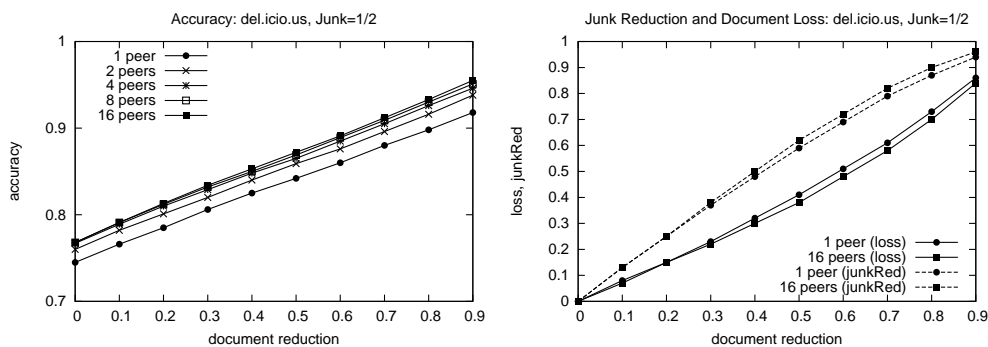 Accuracy: del.icio.us, Junk=1/2
1
0.9
0.8
0.7
accuracy
1 peer
2 peers
4 peers
8 peers
16 peers
0 0.1 0.2 0.3 0.4 0.5 0.6 0.7 0.8 0.9
document reduction
Junk Reduction and Document Loss: del.icio.us, Junk=1/2
1
0.9
0.8
0.7
0.6
0.5
0.4
0.3
0.2
0.1
0
loss, junkRed
1 peer (loss)
16 peers (loss)
1 peer (junkRed)
16 peers (junkRed)
0 0.1 0.2 0.3 0.4 0.5 0.6 0.7 0.8 0.9
document reduction